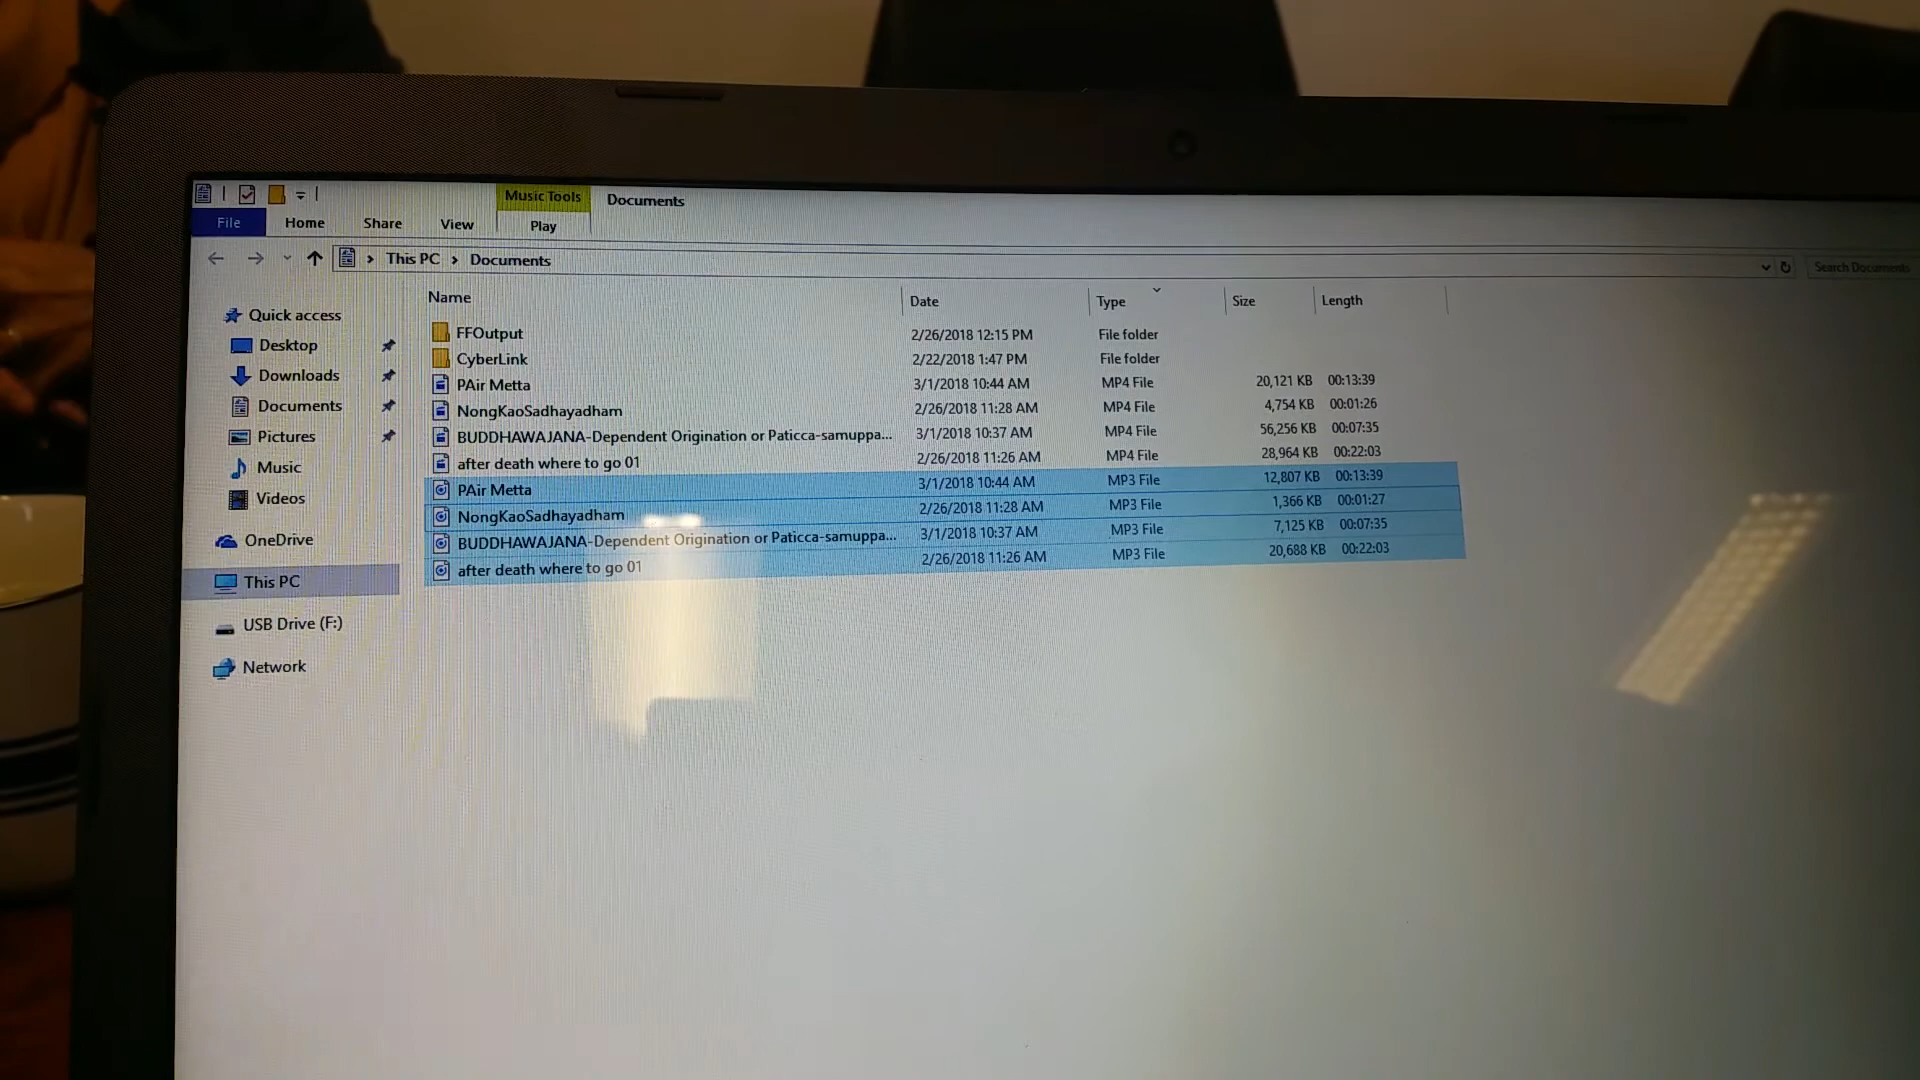 Music Tools Documents
File Home Share View Play
This PC Documents Search Documents
Name Date Type Size Length
Quick access
Desktop
Downloads
Documents
Pictures
Music
Videos
OneDrive
This PC
USB Drive (F:)
Network
FFOutput 2/26/2018 12:15 PM File folder
CyberLink 2/22/2018 1:47 PM File folder
PAir Metta 3/1/2018 10:44 AM MP4 File 20,121 KB 00:13:39
NongKaoSadhayadham 2/26/2018 11:28 AM MP4 File 4,754 KB 00:01:26
BUDDHAWAJANA-Dependent Origination or Paticca-samuppa... 3/1/2018 10:37 AM MP4 File 56,256 KB 00:07:35
after death where to go 01 2/26/2018 11:26 AM MP4 File 28,964 KB 00:22:03
PAir Metta 3/1/2018 10:44 AM MP3 File 12,807 KB 00:13:39
NongKaoSadhayadham 2/26/2018 11:28 AM MP3 File 1,366 KB 00:01:27
BUDDHAWAJANA-Dependent Origination or Paticca-samuppa... 3/1/2018 10:37 AM MP3 File 7,125 KB 00:07:35
after death where to go 01 2/26/2018 11:26 AM MP3 File 20,688 KB 00:22:03